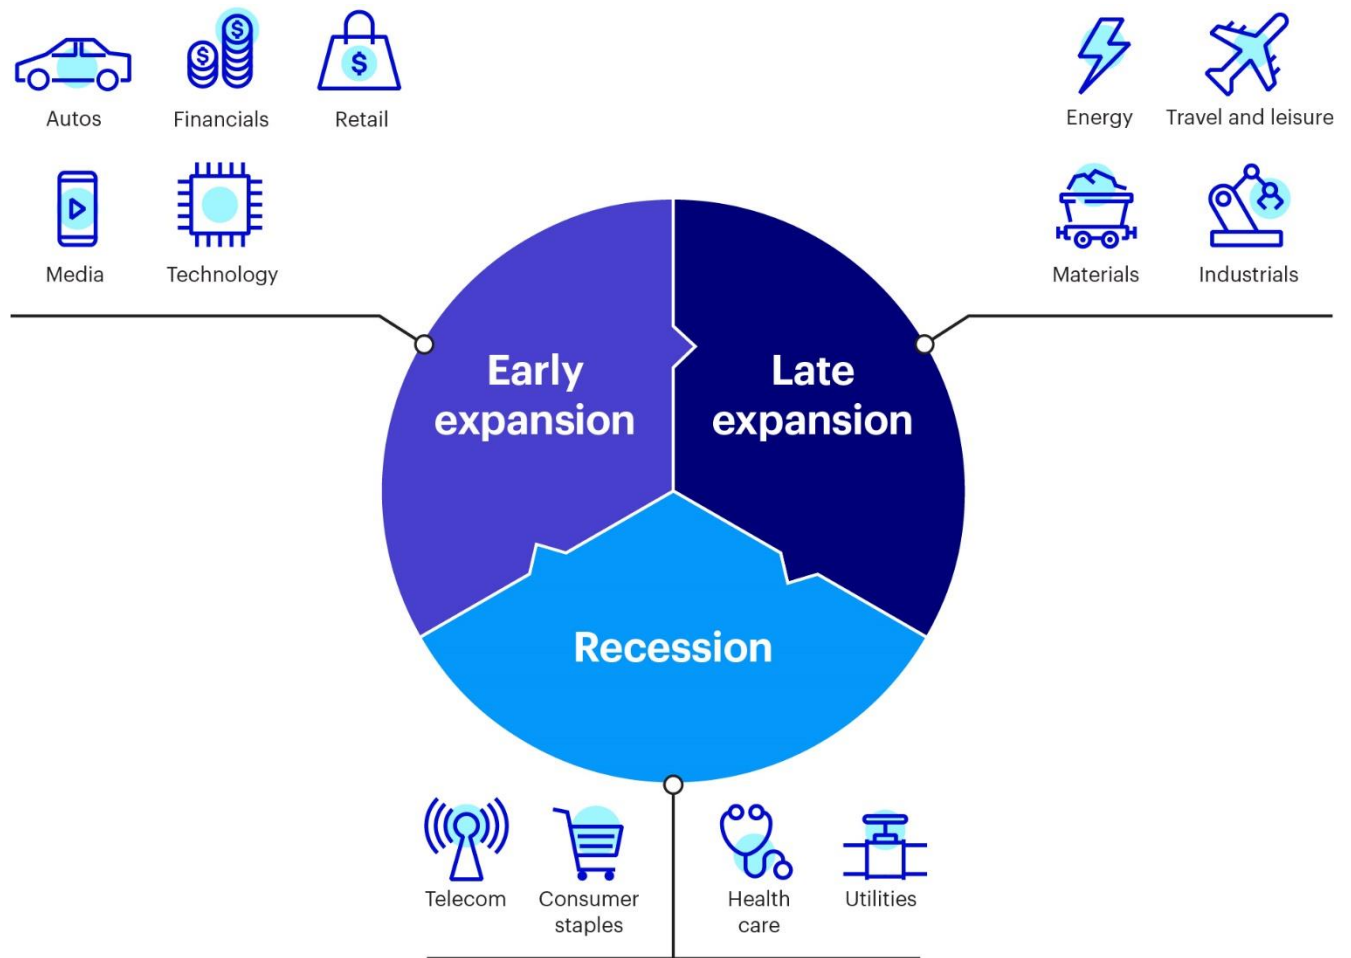 Autos
Financials
Retail
Media
Technology
Energy
Travel and leisure
Materials
Industrials
Early
expansion
Late
expansion
Recession
Telecom
Consumer
staples
Health
care
Utilities
$
$
$